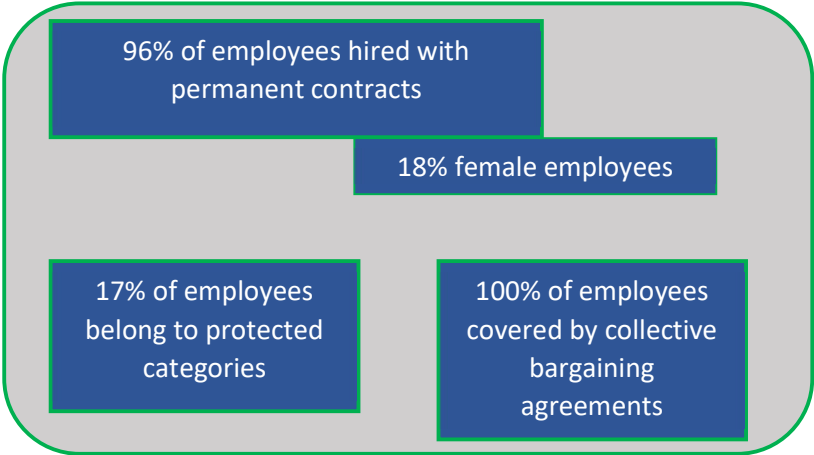 96% of employees hired with
permanent contracts
18% female employees
17% of employees
belong to protected
categories
100% of employees
covered by collective
bargaining
agreements